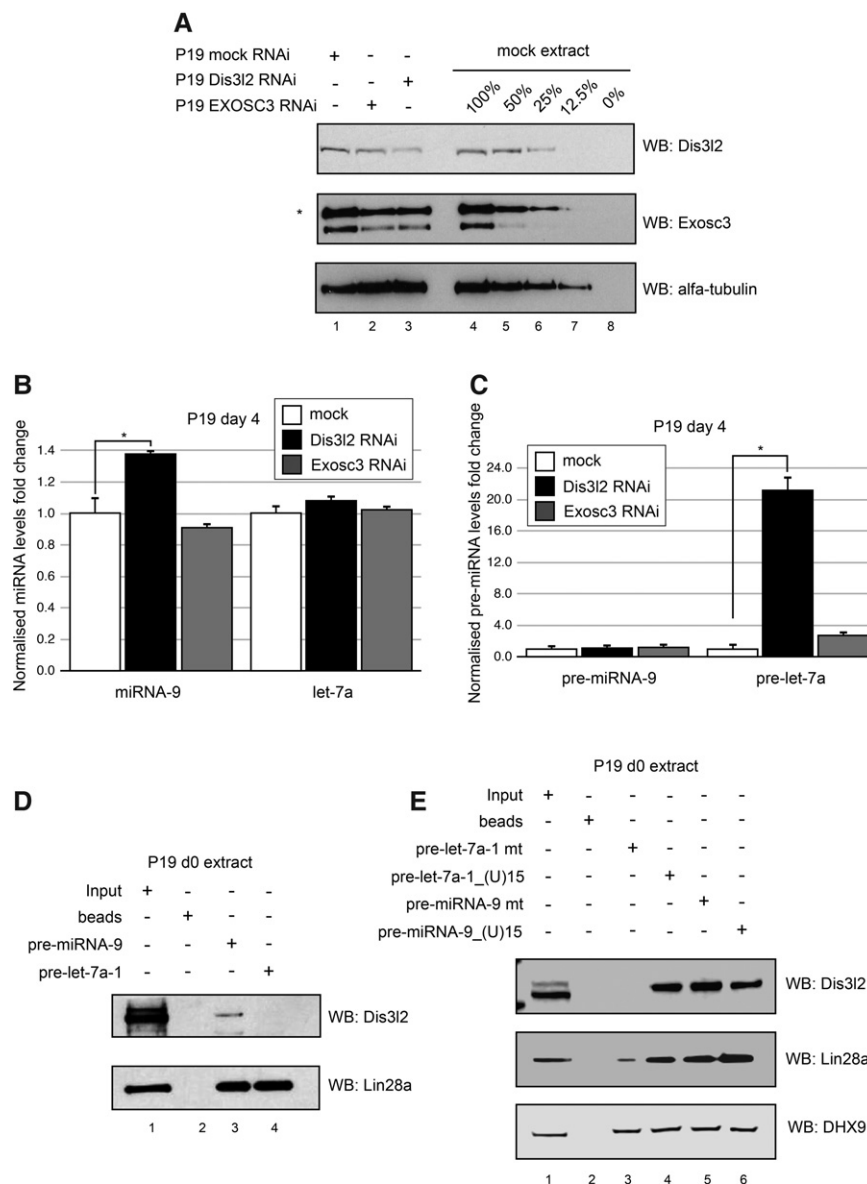 A
P19 mock RNAi + - -
P19 Dis3l2 RNAi - - +
P19 EXOSC3 RNAi - + -
mock extract
100% 50% 25% 12.5% 0%
WB: Dis3l2
*
WB: Exosc3
WB: alfa-tubulin
1 2 3 4 5 6 7 8
B
P19 day 4
mock
Dis3l2 RNAi
Exosc3 RNAi
*
Normalised miRNA levels fold change
1.4
1.2
1.0
0.8
0.6
0.4
0.2
0.0
miRNA-9 let-7a
C
P19 day 4
mock
Dis3l2 RNAi
Exosc3 RNAi
*
Normalised pre-miRNA levels fold change
24.0
20.0
16.0
12.0
8.0
4.0
0.0
pre-miRNA-9 pre-let-7a
D
P19 d0 extract
Input + - - -
beads - + - -
pre-miRNA-9 - - + -
pre-let-7a-1 - - - +
WB: Dis3l2
WB: Lin28a
1 2 3 4
E
P19 d0 extract
Input + - - - - -
beads - + - - - -
pre-let-7a-1 mt - - + - - -
pre-let-7a-1_(U)15 - - - + - -
pre-miRNA-9 mt - - - - + -
pre-miRNA-9_(U)15 - - - - - +
WB: Dis3l2
WB: Lin28a
WB: DHX9
1 2 3 4 5 6